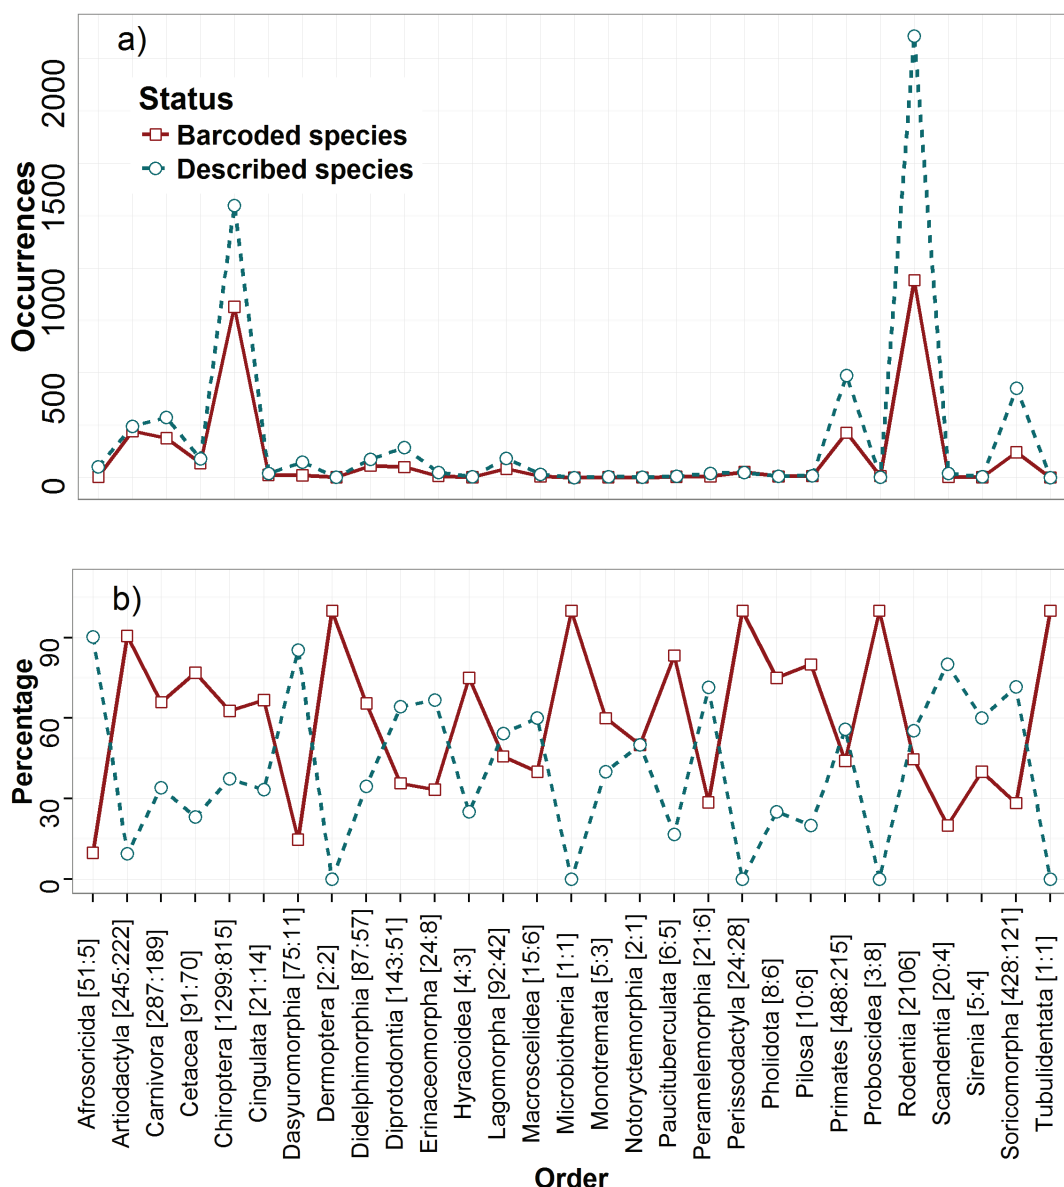 a)
Status
Barcoded species
Described species
Occurrences
0
500
1000
1500
2000
b)
Percentage
0
30
60
90
Afrosoricida [51:5]
Artiodactyla [245:222]
Carnivora [287:189]
Cetacea [91:70]
Chiroptera [1299:815]
Cingulata [21:14]
Dasyuromorphia [75:11]
Dermoptera [2:2]
Didelphimorphia [87:57]
Diprotodontia [143:51]
Erinaceomorpha [24:8]
Hyracoidea [4:3]
Lagomorpha [92:42]
Macroscelidea [15:6]
Microbiotheria [1:1]
Monotremata [5:3]
Notoryctemorphia [2:1]
Paucituberculata [6:5]
Peramelemorphia [21:6]
Perissodactyla [24:28]
Pholidota [8:6]
Pilosa [10:6]
Primates [488:215]
Proboscidea [3:8]
Rodentia [2106]
Scandentia [20:4]
Sirenia [5:4]
Soricomorpha [428:121]
Tubulidentata [1:1]
Order